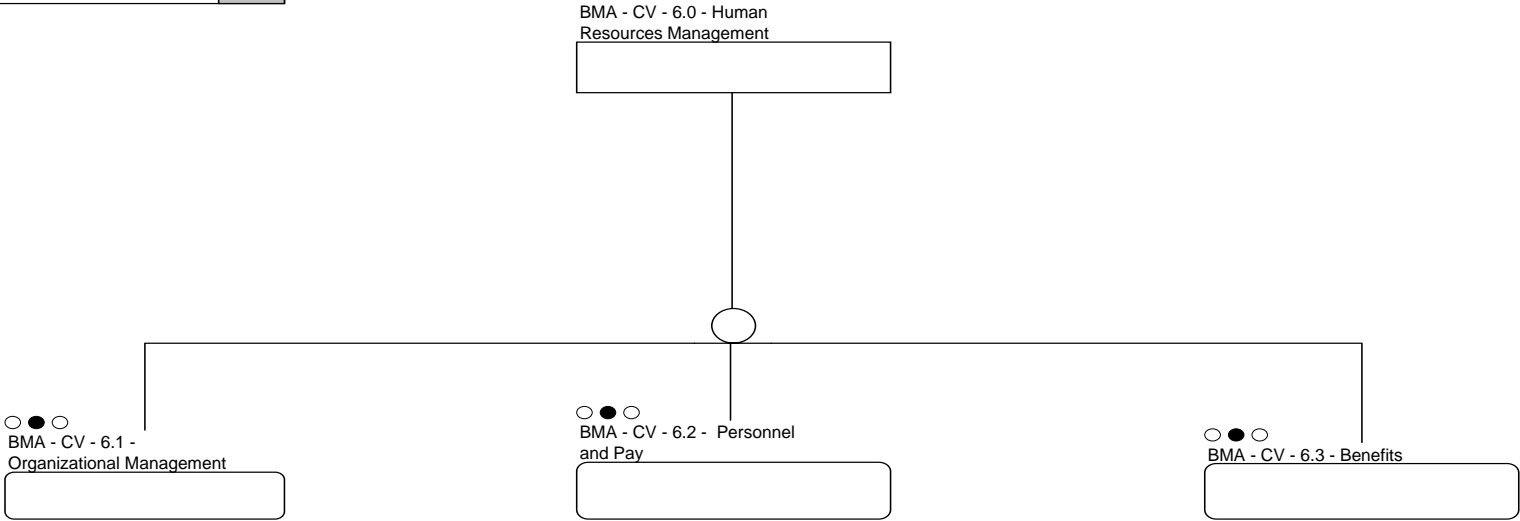 BMA - CV - 6.0 - Human
Resources Management
BMA - CV - 6.1 -
Organizational Management
BMA - CV - 6.2 -  Personnel
and Pay
BMA - CV - 6.3 - Benefits